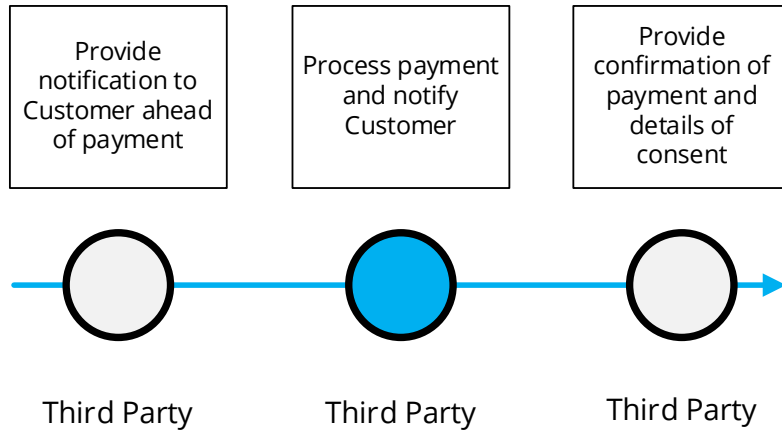 Provide
notification to
Customer ahead
of payment
Process payment
and notify
Customer
Provide
confirmation of
payment and
details of
consent
Third Party
Third Party
Third Party